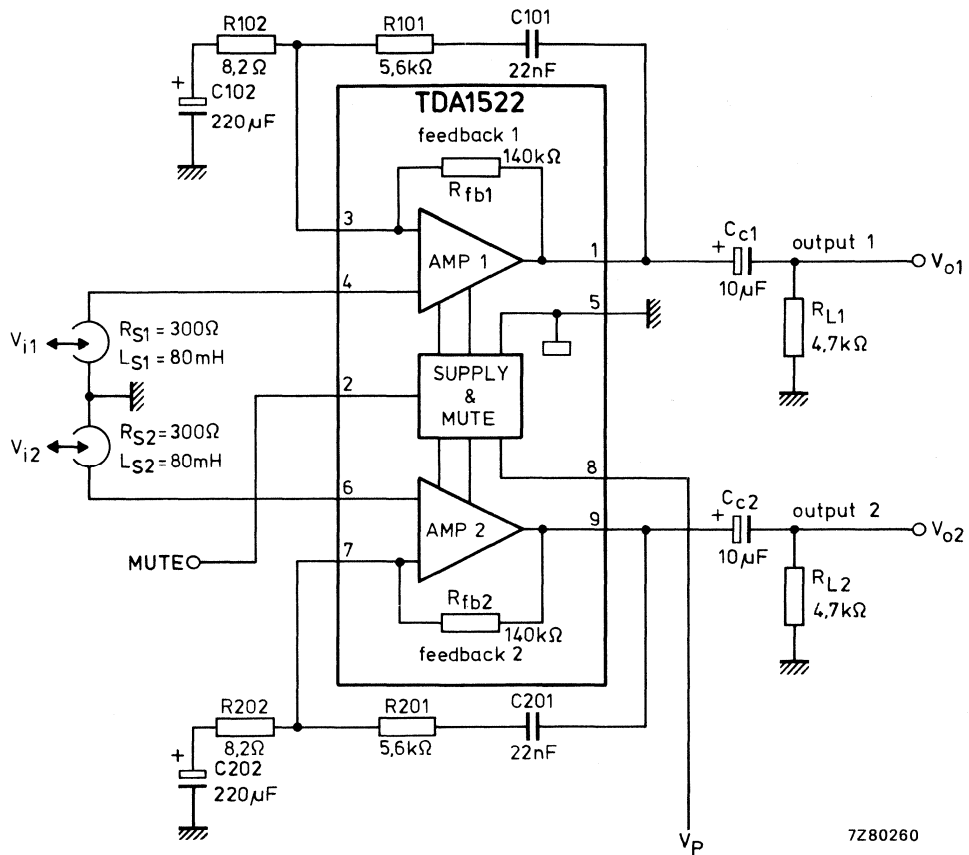 C101
R102
R101
8,2Ω
5,6kΩ
22nF
+
C102
220µF
TDA1522
feedback 1
140kΩ
Rfb1
3
AMP 1
1
+
Cc1
10µF
output 1
Vo1
4
5
RL1
4,7kΩ
Vi1
RS1 = 300Ω
LS1 = 80mH
2
SUPPLY
&
MUTE
Vi2
RS2 = 300Ω
LS2 = 80mH
8
6
AMP 2
9
+
Cc2
10µF
output 2
Vo2
MUTE
7
Rfb2
140kΩ
feedback 2
RL2
4,7kΩ
R202
R201
C201
8,2Ω
5,6kΩ
22nF
+
C202
220µF
VP
7Z80260